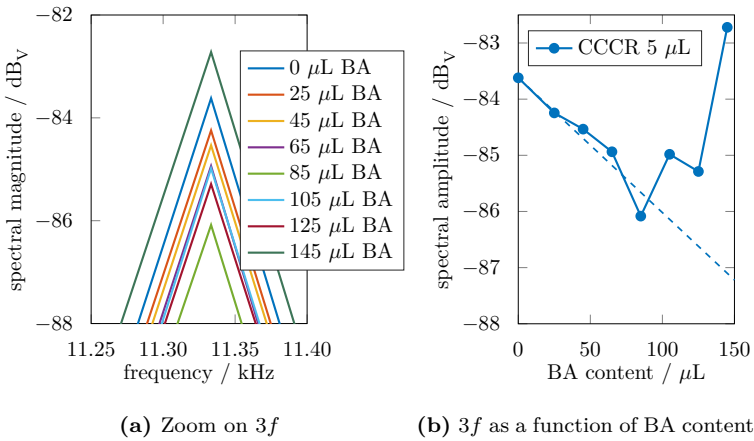 −82
−84
−86
−88
11.25
11.30
11.35
11.40
frequency / kHz
spectral magnitude / dB_V
0 μL BA
25 μL BA
45 μL BA
65 μL BA
85 μL BA
105 μL BA
125 μL BA
145 μL BA
(a) Zoom on 3f
−83
−84
−85
−86
−87
−88
0
50
100
150
BA content / μL
spectral amplitude / dB_V
CCCR 5 μL
(b) 3f as a function of BA content